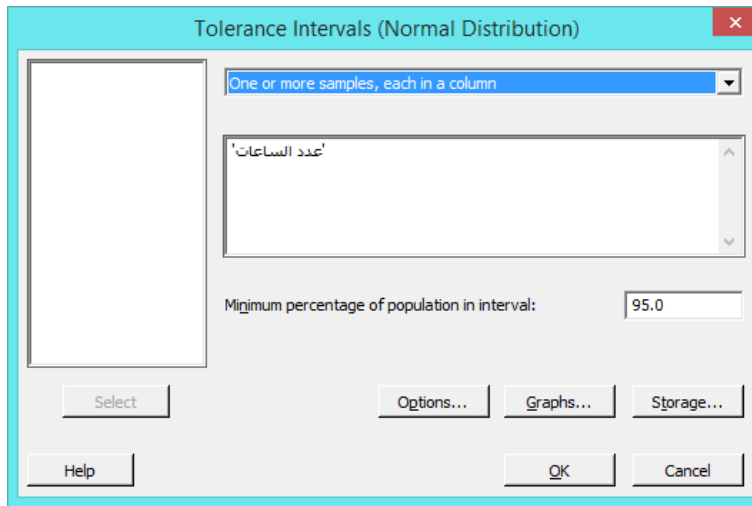 Tolerance Intervals (Normal Distribution)
One or more samples, each in a column
'عدد الساعات'
Minimum percentage of population in interval: 95.0
Select Options... Graphs... Storage...
Help OK Cancel